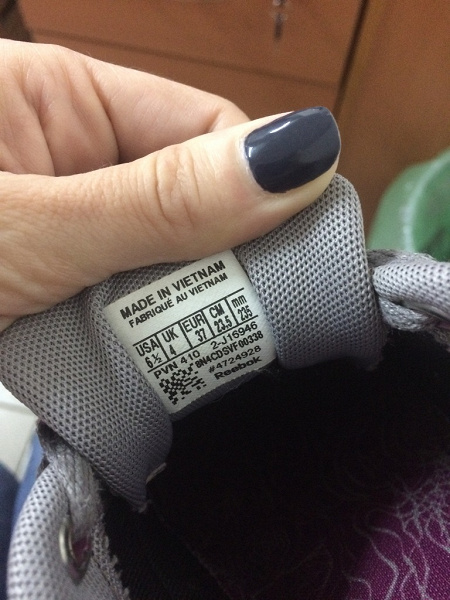 MADE IN VIETNAM
FABRIQUÉ AU VIETNAM
USA UK EUR CM mm
6½ 4 37 23.5 235
PVN 410 2-J16946
8N4CDSYF00338
#4724928
Reebok